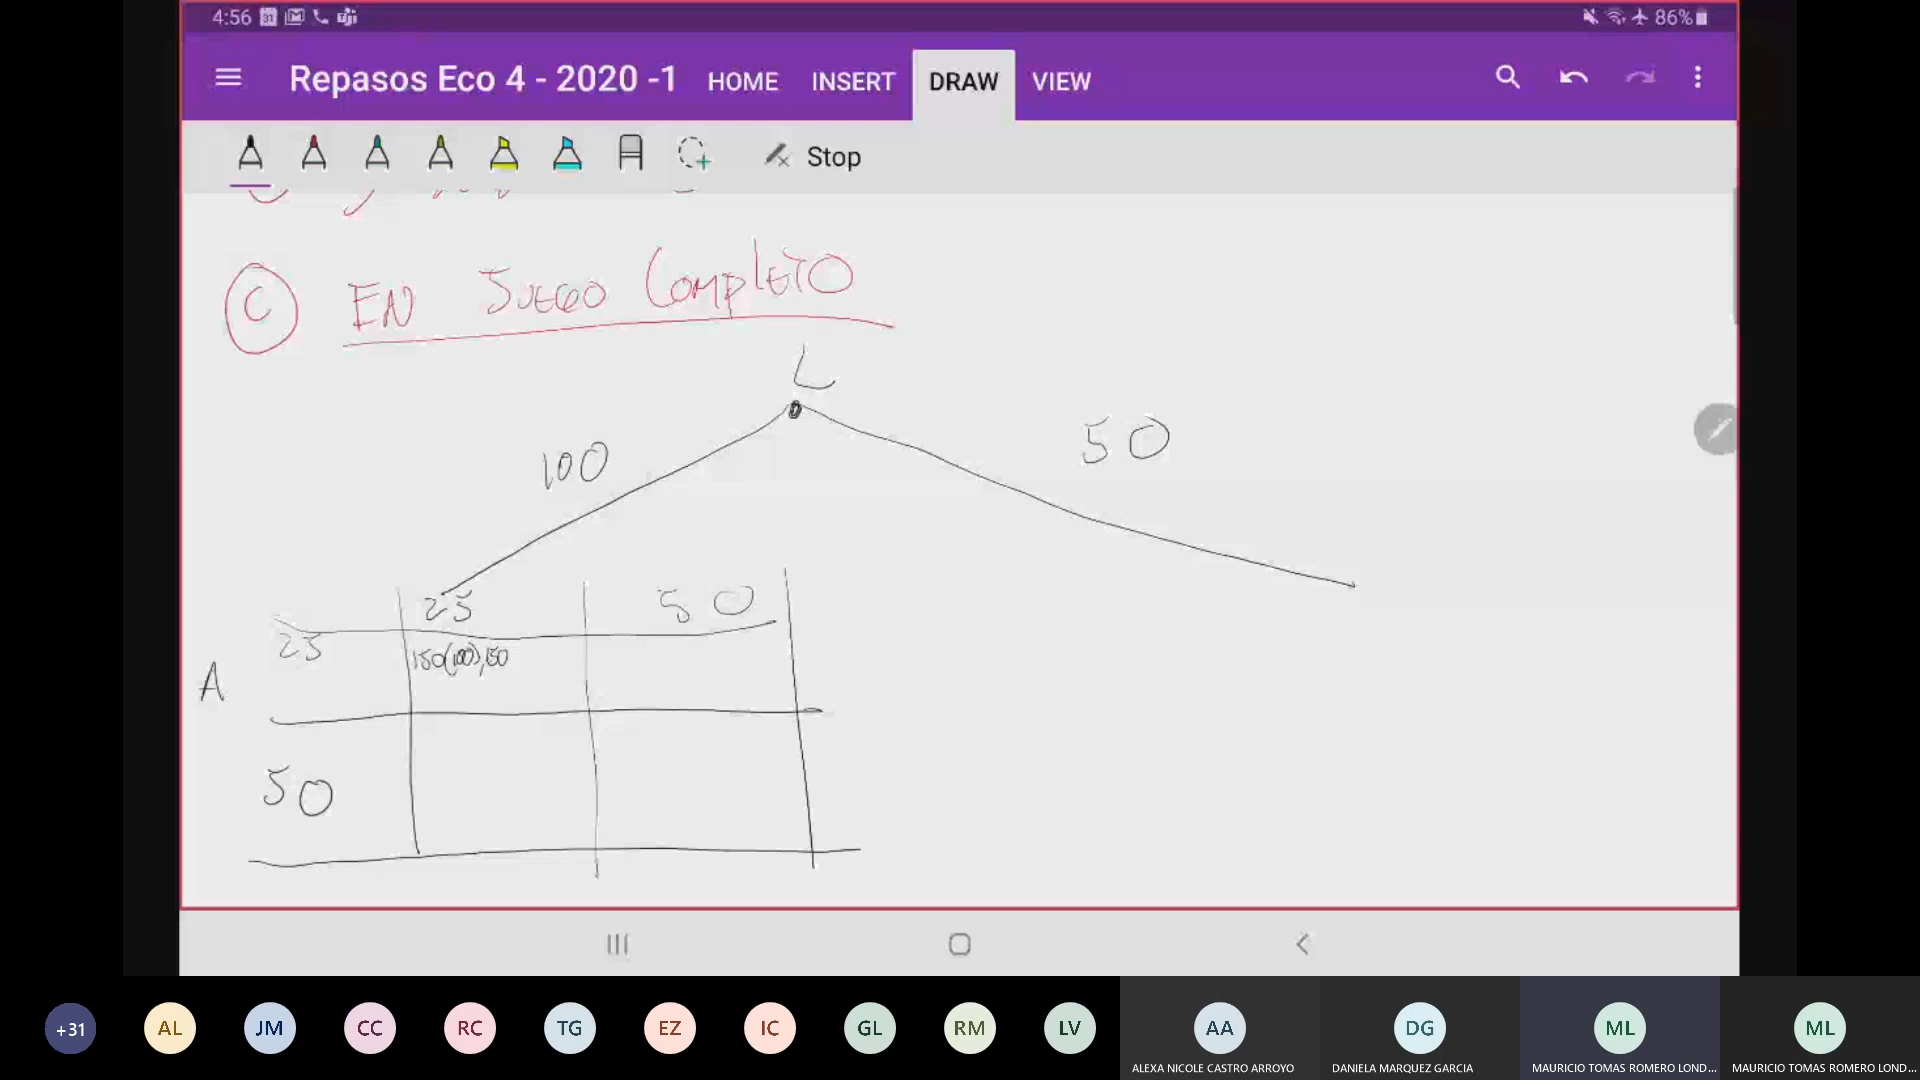 4:56 31 86%
Repasos Eco 4 - 2020 -1 HOME INSERT DRAW VIEW
Stop
C EN JUEGO COMPLETO
L
100 50
25 50
25 150(100),150
A
50
+31 AL JM CC RC TG EZ IC GL RM LV AA DG ML ML
ALEXA NICOLE CASTRO ARROYO DANIELA MARQUEZ GARCIA MAURICIO TOMAS ROMERO LOND... MAURICIO TOMAS ROMERO LOND...